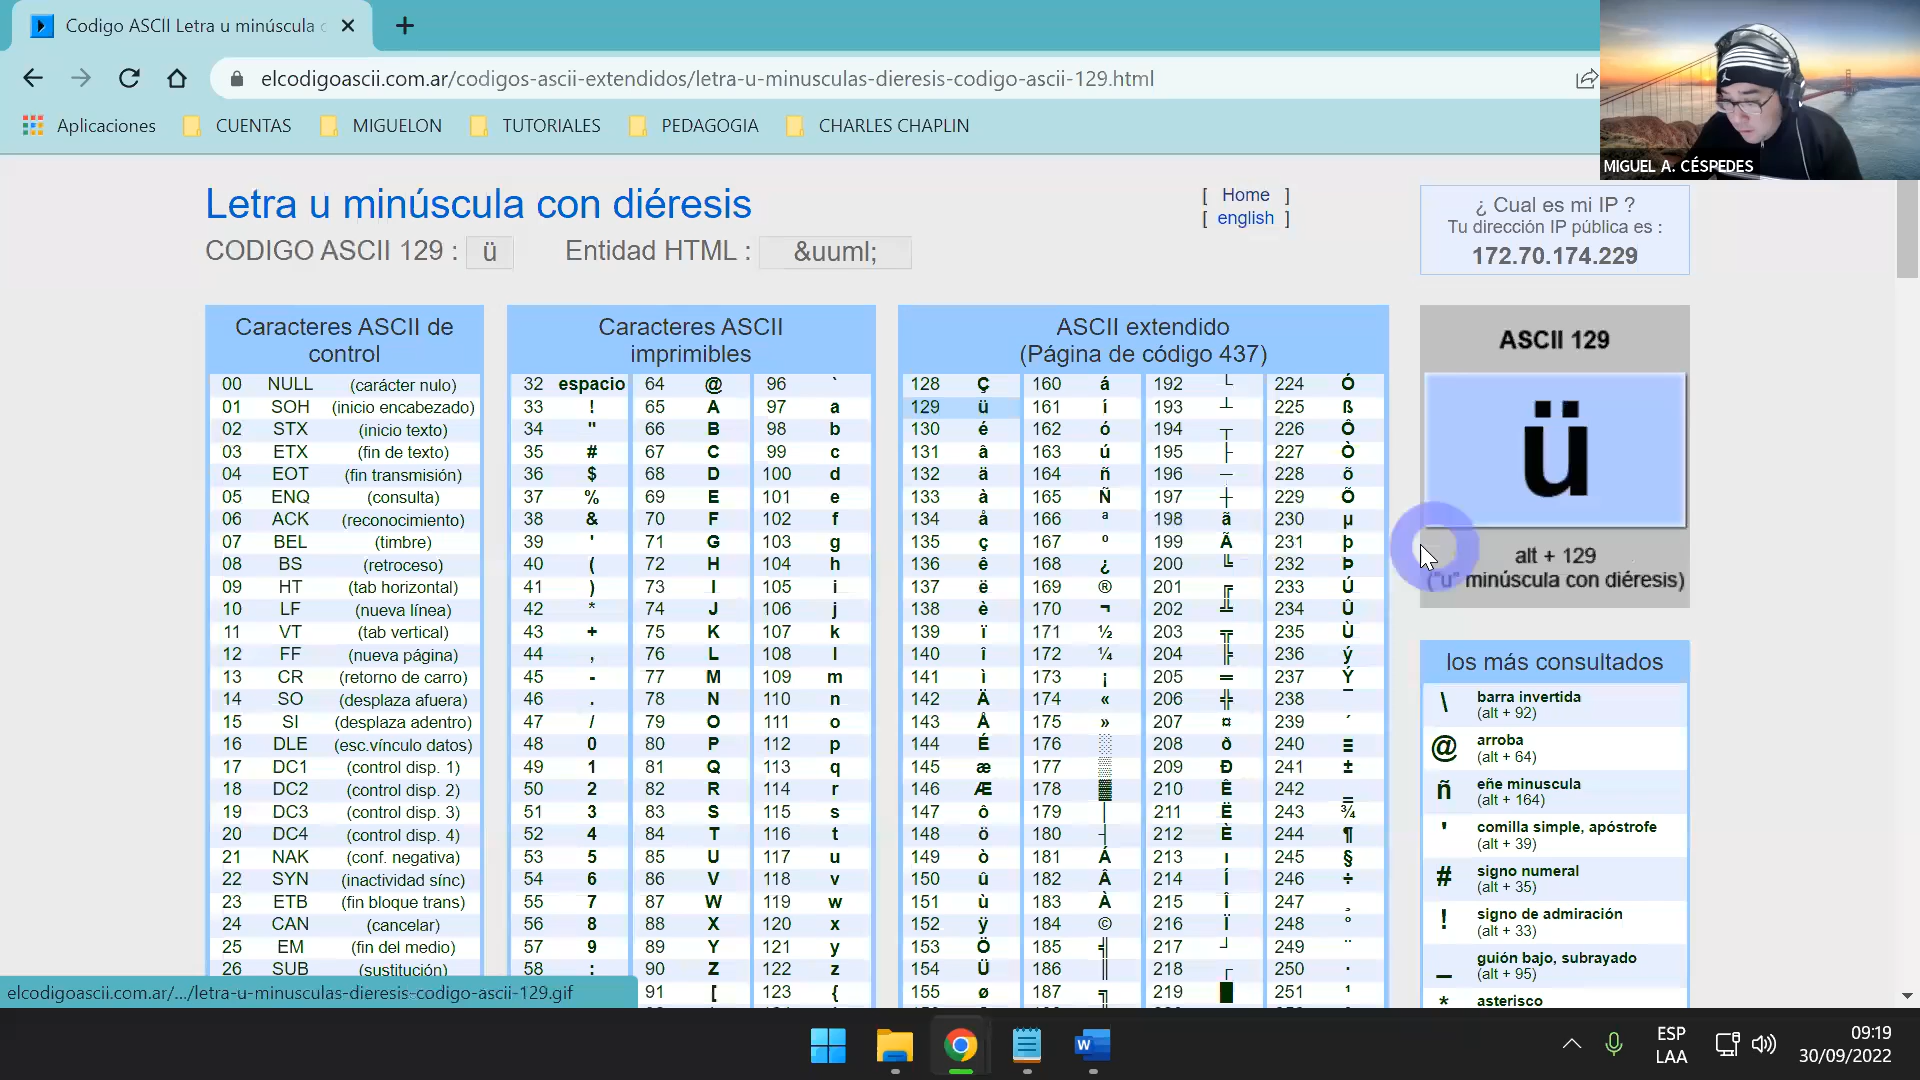 Codigo ASCII Letra u minúscula c
elcodigoascii.com.ar/codigos-ascii-extendidos/letra-u-minusculas-dieresis-codigo-ascii-129.html
Aplicaciones CUENTAS MIGUELON TUTORIALES PEDAGOGIA CHARLES CHAPLIN
MIGUEL A. CÉSPEDES
Letra u minúscula con diéresis
[ Home ]
[ english ]
CODIGO ASCII 129 : ü Entidad HTML : &uuml;
¿ Cual es mi IP ?
Tu dirección IP pública es :
172.70.174.229
Caracteres ASCII de
control
00 NULL (carácter nulo)
01 SOH (inicio encabezado)
02 STX (inicio texto)
03 ETX (fin de texto)
04 EOT (fin transmisión)
05 ENQ (consulta)
06 ACK (reconocimiento)
07 BEL (timbre)
08 BS (retroceso)
09 HT (tab horizontal)
10 LF (nueva línea)
11 VT (tab vertical)
12 FF (nueva página)
13 CR (retorno de carro)
14 SO (desplaza afuera)
15 SI (desplaza adentro)
16 DLE (esc.vínculo datos)
17 DC1 (control disp. 1)
18 DC2 (control disp. 2)
19 DC3 (control disp. 3)
20 DC4 (control disp. 4)
21 NAK (conf. negativa)
22 SYN (inactividad sínc)
23 ETB (fin bloque trans)
24 CAN (cancelar)
25 EM (fin del medio)
26 SUB (sustitución)
Caracteres ASCII
imprimibles
32 espacio 64 @ 96 `
33 ! 65 A 97 a
34 " 66 B 98 b
35 # 67 C 99 c
36 $ 68 D 100 d
37 % 69 E 101 e
38 & 70 F 102 f
39 ' 71 G 103 g
40 ( 72 H 104 h
41 ) 73 I 105 i
42 * 74 J 106 j
43 + 75 K 107 k
44 , 76 L 108 l
45 - 77 M 109 m
46 . 78 N 110 n
47 / 79 O 111 o
48 0 80 P 112 p
49 1 81 Q 113 q
50 2 82 R 114 r
51 3 83 S 115 s
52 4 84 T 116 t
53 5 85 U 117 u
54 6 86 V 118 v
55 7 87 W 119 w
56 8 88 X 120 x
57 9 89 Y 121 y
58 : 90 Z 122 z
91 [ 123 {
ASCII extendido
(Página de código 437)
128 Ç 160 á 192 └ 224 Ó
129 ü 161 í 193 ┴ 225 ß
130 é 162 ó 194 ┬ 226 Ô
131 â 163 ú 195 ├ 227 Ò
132 ä 164 ñ 196 ─ 228 õ
133 à 165 Ñ 197 ┼ 229 Õ
134 å 166 ª 198 ã 230 µ
135 ç 167 º 199 Ã 231 þ
136 ê 168 ¿ 200 ╚ 232 Þ
137 ë 169 ® 201 ╔ 233 Ú
138 è 170 ¬ 202 ╩ 234 Û
139 ï 171 ½ 203 ╦ 235 Ù
140 î 172 ¼ 204 ╠ 236 ý
141 ì 173 ¡ 205 ═ 237 Ý
142 Ä 174 « 206 ╬ 238 ¯
143 Å 175 » 207 ¤ 239 ´
144 É 176 ░ 208 ð 240 ≡
145 æ 177 ▒ 209 Ð 241 ±
146 Æ 178 ▓ 210 Ê 242 ‗
147 ô 179 │ 211 Ë 243 ¾
148 ö 180 ┤ 212 È 244 ¶
149 ò 181 Á 213 ı 245 §
150 û 182 Â 214 Í 246 ÷
151 ù 183 À 215 Î 247 ¸
152 ÿ 184 © 216 Ï 248 °
153 Ö 185 ╣ 217 ┘ 249 ¨
154 Ü 186 ║ 218 ┌ 250 ·
155 ø 187 ╗ 219 █ 251 ¹
ASCII 129
ü
alt + 129
("u" minúscula con diéresis)
los más consultados
\ barra invertida
(alt + 92)
@ arroba
(alt + 64)
ñ eñe minuscula
(alt + 164)
' comilla simple, apóstrofe
(alt + 39)
# signo numeral
(alt + 35)
! signo de admiración
(alt + 33)
_ guión bajo, subrayado
(alt + 95)
* asterisco
elcodigoascii.com.ar/.../letra-u-minusculas-dieresis-codigo-ascii-129.gif
W
ESP
LAA
09:19
30/09/2022